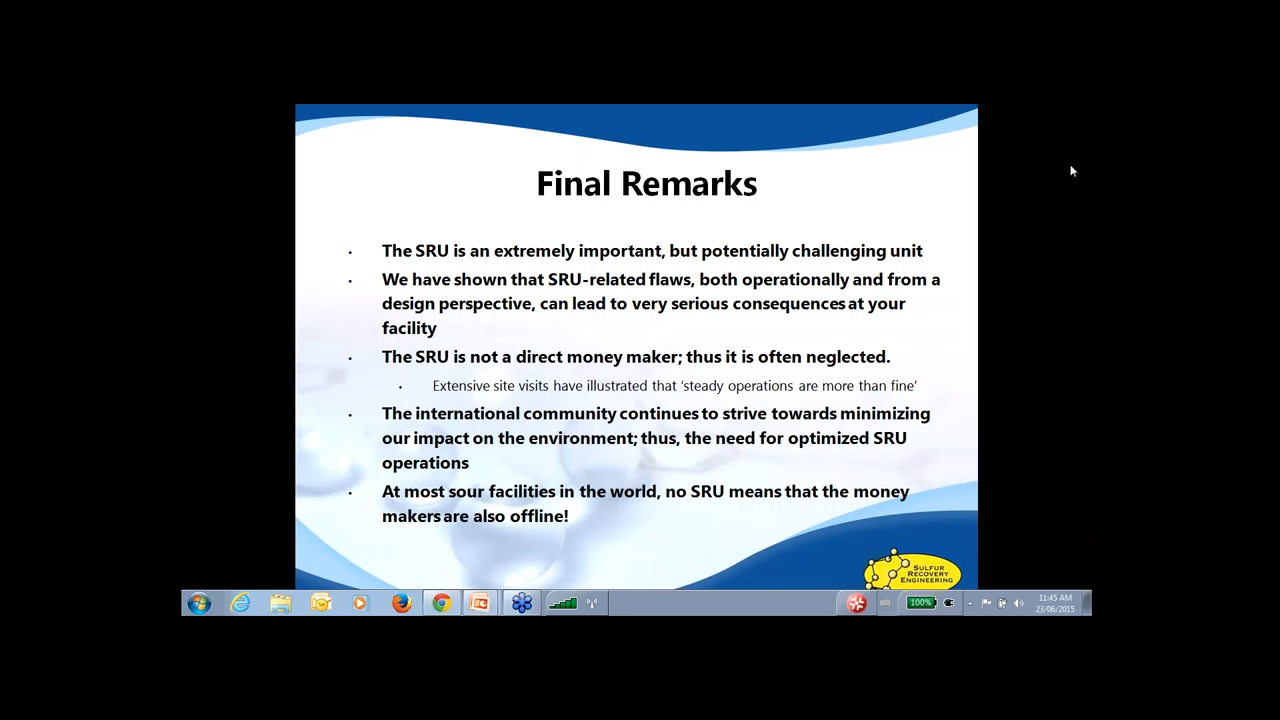 Final Remarks
• The SRU is an extremely important, but potentially challenging unit
• We have shown that SRU-related flaws, both operationally and from a
design perspective, can lead to very serious consequences at your
facility
• The SRU is not a direct money maker; thus it is often neglected.
• Extensive site visits have illustrated that ‘steady operations are more than fine’
• The international community continues to strive towards minimizing
our impact on the environment; thus, the need for optimized SRU
operations
• At most sour facilities in the world, no SRU means that the money
makers are also offline!
SULFUR
RECOVERY
ENGINEERING
100%
11:45 AM
23/06/2015